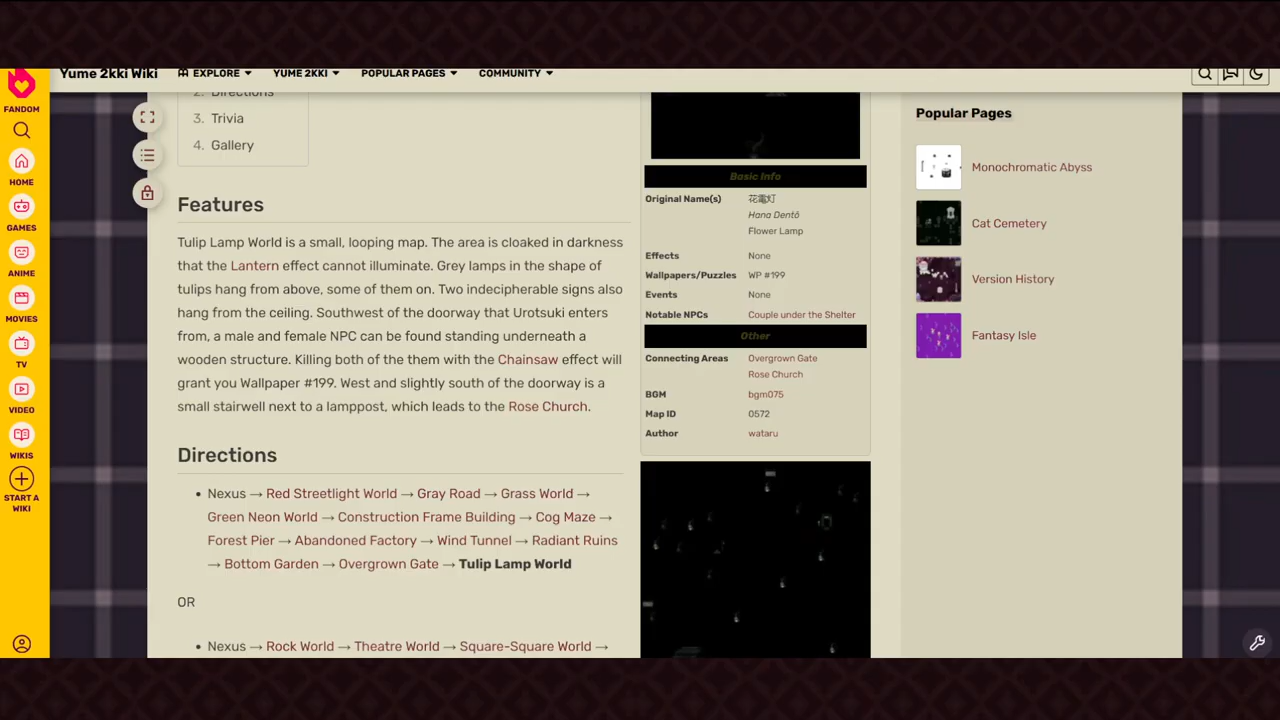 Yume 2kki Wiki
EXPLORE
YUME 2KKI
POPULAR PAGES
COMMUNITY
FANDOM
HOME
GAMES
ANIME
MOVIES
TV
VIDEO
WIKIS
START A
WIKI
2. Directions
3. Trivia
4. Gallery
Features
Tulip Lamp World is a small, looping map. The area is cloaked in darkness
that the Lantern effect cannot illuminate. Grey lamps in the shape of
tulips hang from above, some of them on. Two indecipherable signs also
hang from the ceiling. Southwest of the doorway that Urotsuki enters
from, a male and female NPC can be found standing underneath a
wooden structure. Killing both of the them with the Chainsaw effect will
grant you Wallpaper #199. West and slightly south of the doorway is a
small stairwell next to a lamppost, which leads to the Rose Church.
Directions
• Nexus → Red Streetlight World → Gray Road → Grass World →
Green Neon World → Construction Frame Building → Cog Maze →
Forest Pier → Abandoned Factory → Wind Tunnel → Radiant Ruins
→ Bottom Garden → Overgrown Gate → Tulip Lamp World
OR
• Nexus → Rock World → Theatre World → Square-Square World →
Basic Info
Original Name(s) 花電灯
Hana Dentō
Flower Lamp
Effects None
Wallpapers/Puzzles WP #199
Events None
Notable NPCs Couple under the Shelter
Other
Connecting Areas Overgrown Gate
Rose Church
BGM bgm075
Map ID 0572
Author wataru
Popular Pages
Monochromatic Abyss
Cat Cemetery
Version History
Fantasy Isle